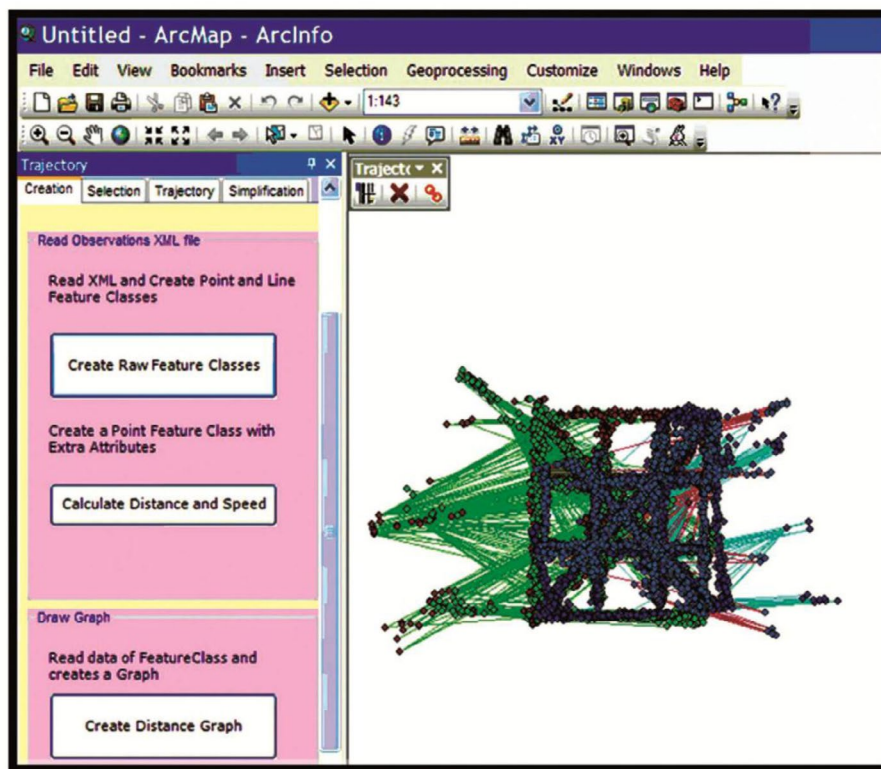 Untitled - ArcMap - ArcInfo
File Edit View Bookmarks Insert Selection Geoprocessing Customize Windows Help
1:143
XY
Trajectory
Creation Selection Trajectory Simplification
Trajectc
Read Observations XML file
Read XML and Create Point and Line
Feature Classes
Create Raw Feature Classes
Create a Point Feature Class with
Extra Attributes
Calculate Distance and Speed
Draw Graph
Read data of FeatureClass and
creates a Graph
Create Distance Graph